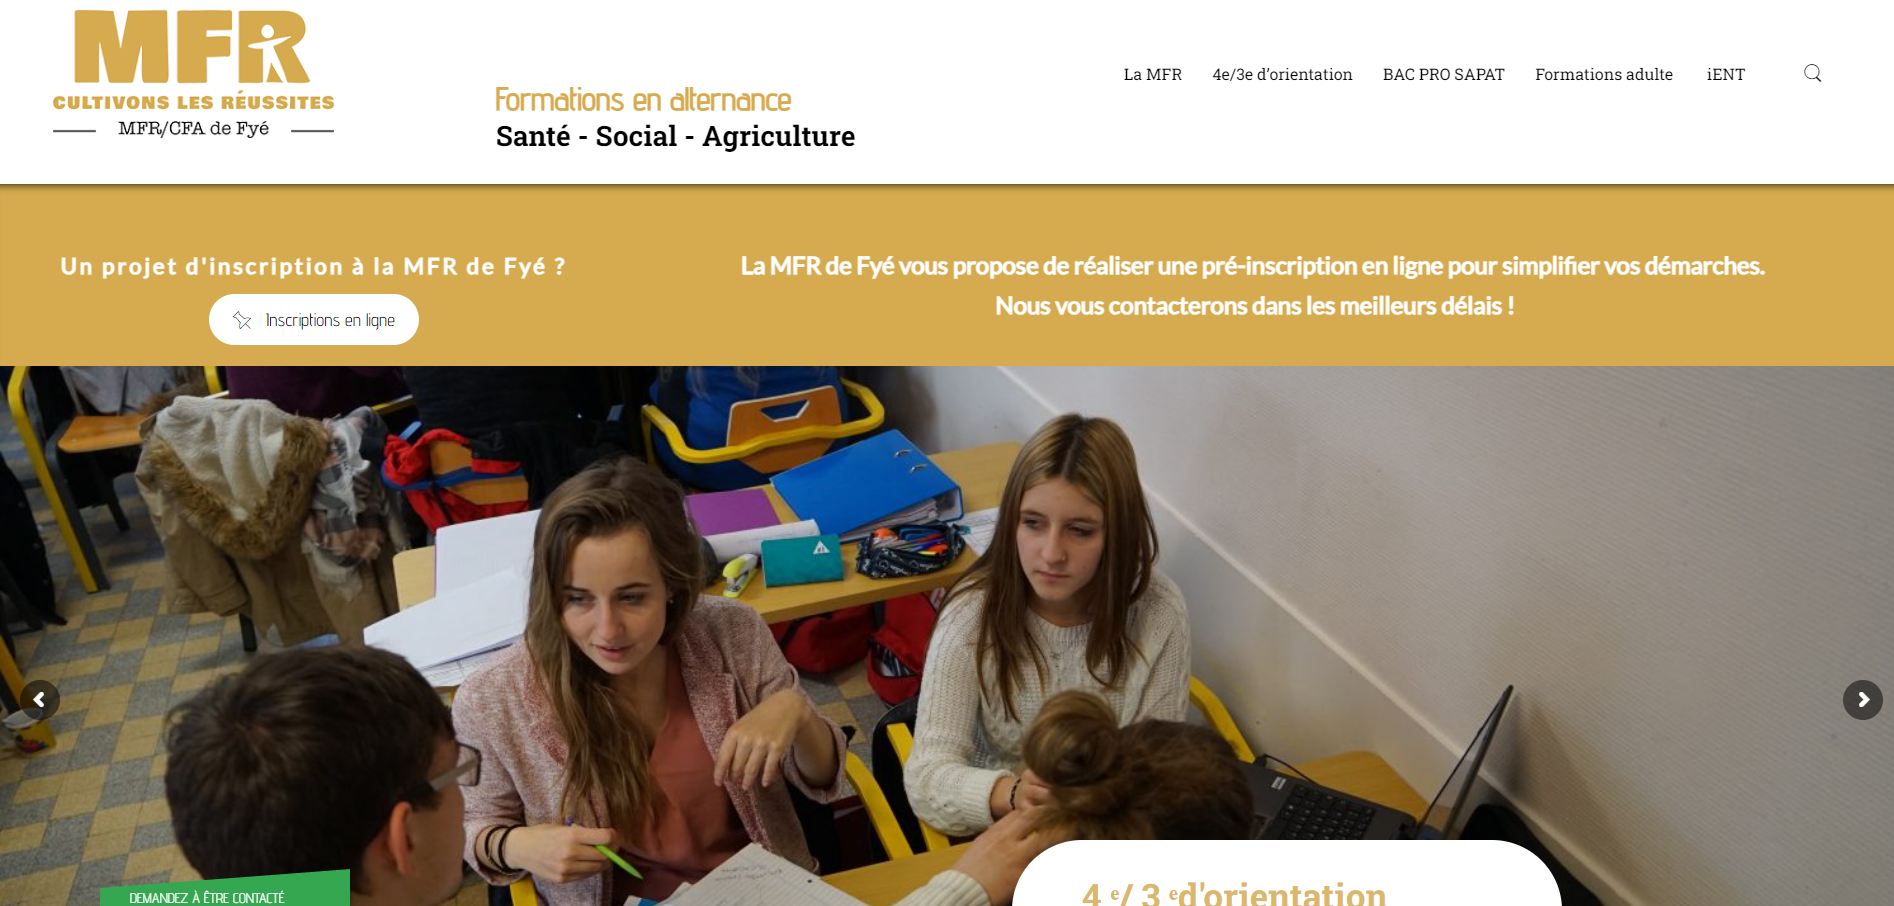 MFR
CULTIVONS LES RÉUSSITES
MFR/CFA de Fyé
Formations en alternance
Santé - Social - Agriculture
La MFR
4e/3e d'orientation
BAC PRO SAPAT
Formations adulte
iENT
Un projet d'inscription à la MFR de Fyé ?
Inscriptions en ligne
La MFR de Fyé vous propose de réaliser une pré-inscription en ligne pour simplifier vos démarches.
Nous vous contacterons dans les meilleurs délais !
DEMANDEZ À ÊTRE CONTACTÉ
4 e/ 3 ed'orientation